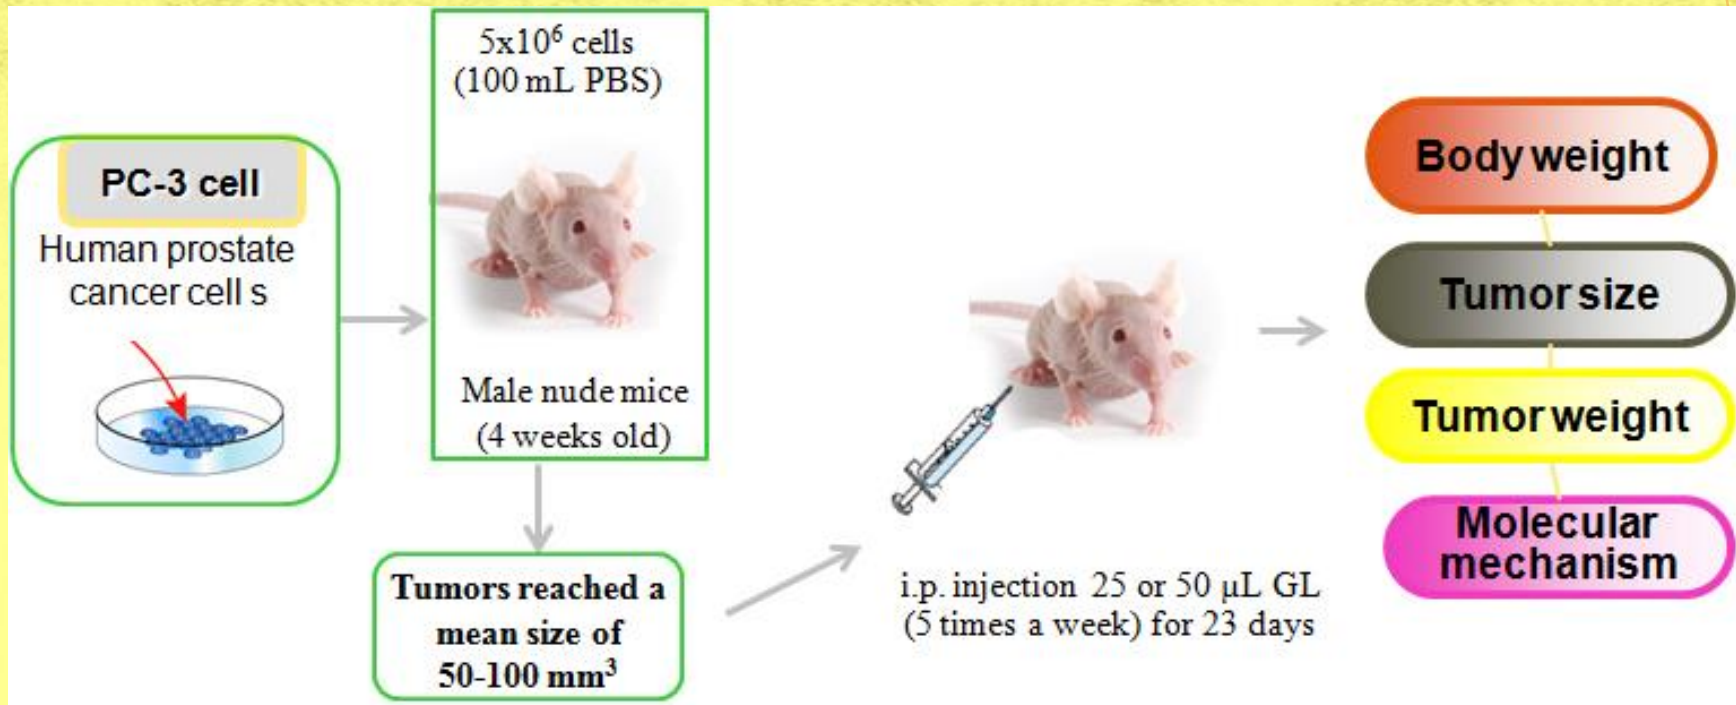 PC-3 cell
Human prostate
cancer cell s
5x10⁶ cells
(100 mL PBS)
Male nude mice
(4 weeks old)
Tumors reached a
mean size of
50-100 mm³
i.p. injection 25 or 50 µL GL
(5 times a week) for 23 days
Body weight
Tumor size
Tumor weight
Molecular
mechanism